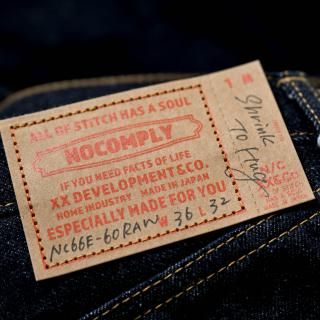 ALL OF STITCH HAS A SOUL
NOCOMPLY
IF YOU NEED FACTS OF LIFE
XX DEVELOPMENT & CO.
HOME INDUSTRY MADE IN JAPAN
ESPECIALLY MADE FOR YOU
NC66E-60RAW W 36 L 32
Shrink
TO